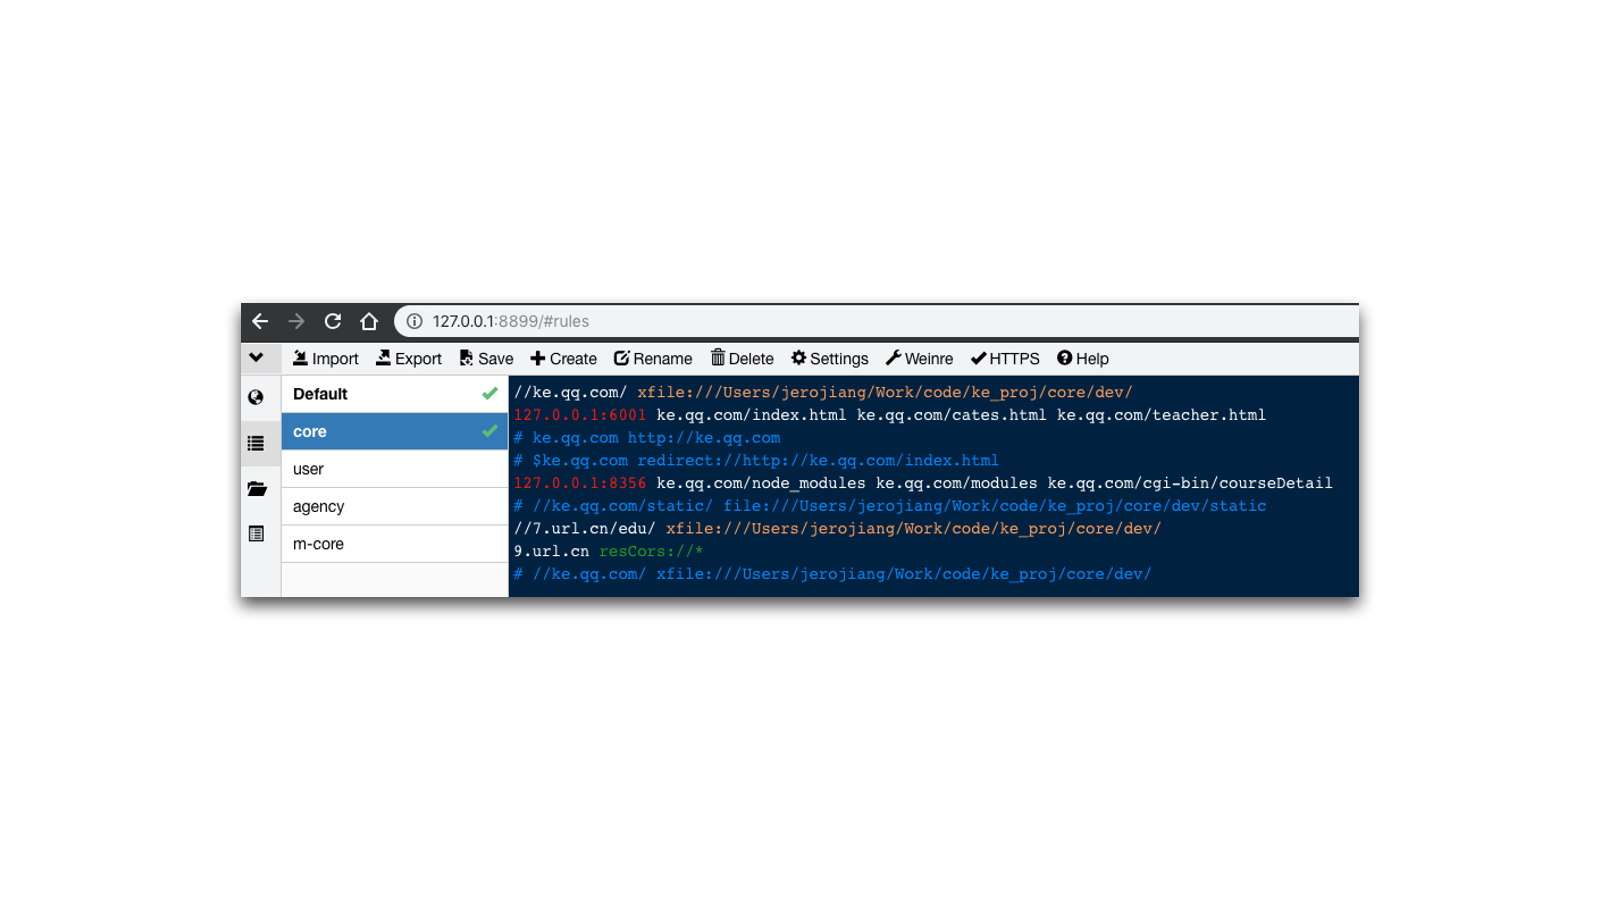 127.0.0.1:8899/#rules
Import Export Save Create Rename Delete Settings Weinre HTTPS Help
Default
core
user
agency
m-core
//ke.qq.com/ xfile:///Users/jerojiang/Work/code/ke_proj/core/dev/
127.0.0.1:6001 ke.qq.com/index.html ke.qq.com/cates.html ke.qq.com/teacher.html
# ke.qq.com http://ke.qq.com
# $ke.qq.com redirect://http://ke.qq.com/index.html
127.0.0.1:8356 ke.qq.com/node_modules ke.qq.com/modules ke.qq.com/cgi-bin/courseDetail
# //ke.qq.com/static/ file:///Users/jerojiang/Work/code/ke_proj/core/dev/static
//7.url.cn/edu/ xfile:///Users/jerojiang/Work/code/ke_proj/core/dev/
9.url.cn resCors://*
# //ke.qq.com/ xfile:///Users/jerojiang/Work/code/ke_proj/core/dev/